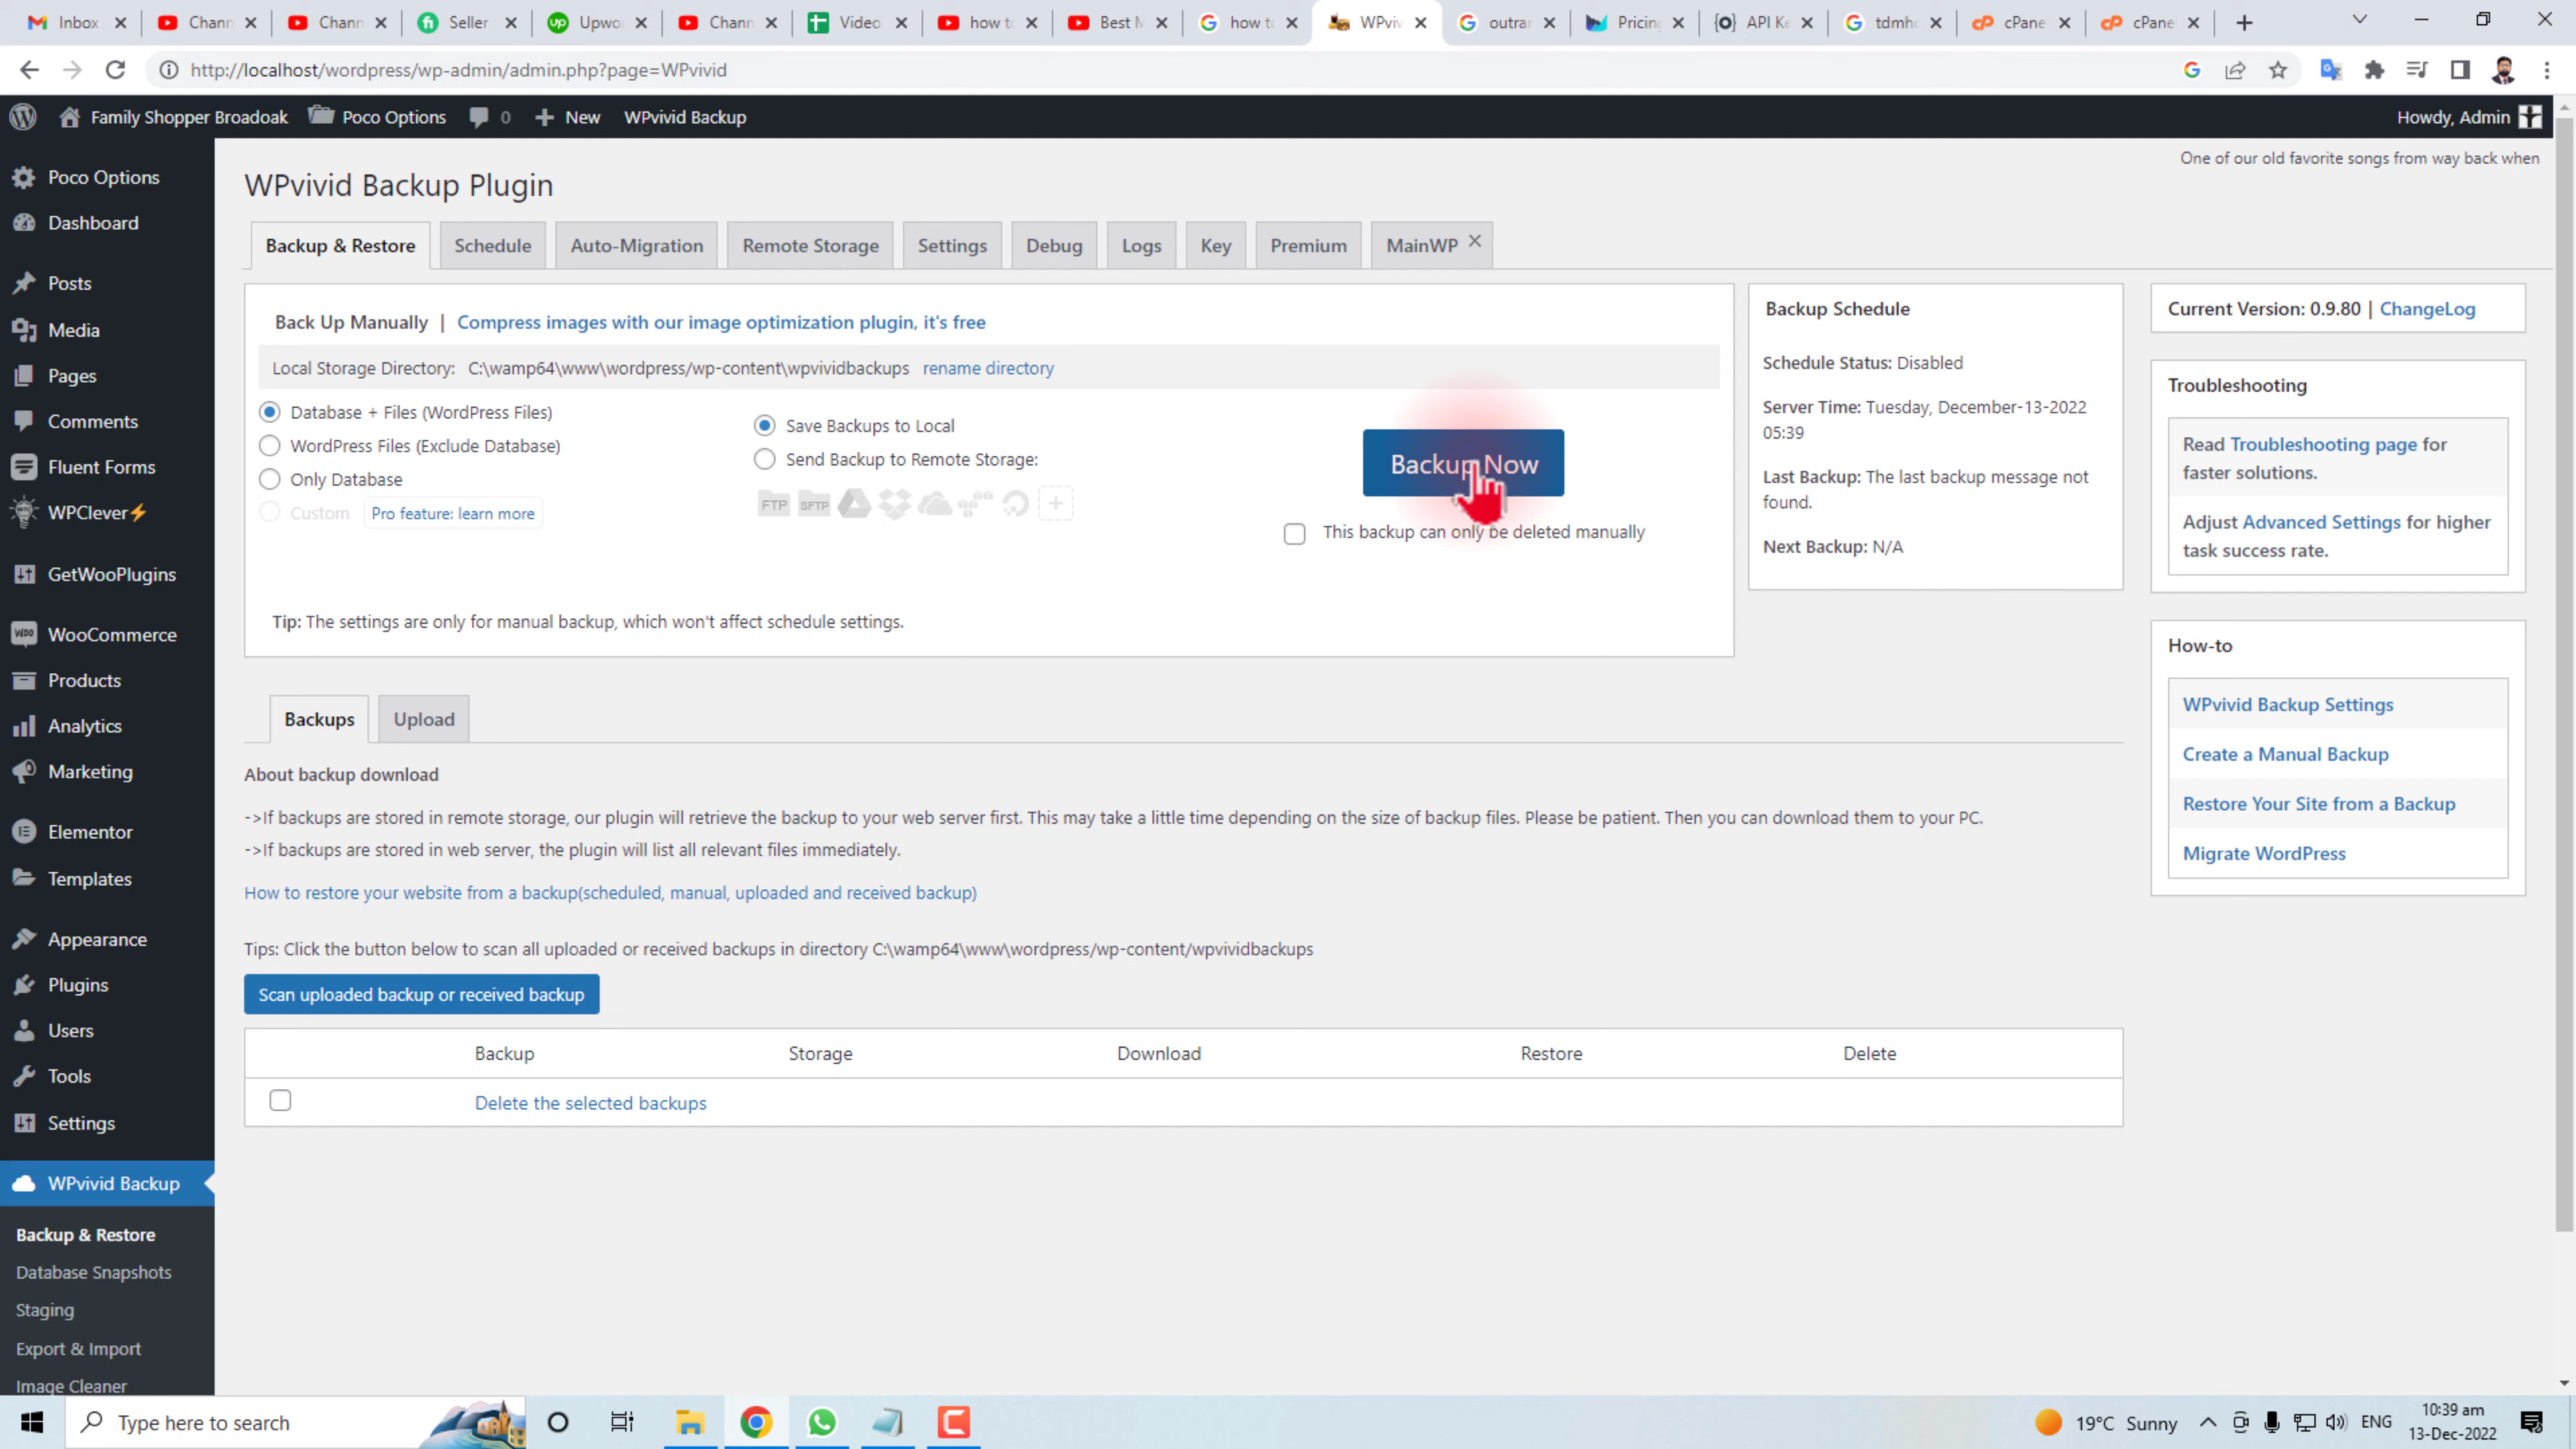 Inbox
Chann
Chann
Seller
Upwo
Chann
Video
how to
Best M
how to
WPviv
outra
Pricin
API Ke
tdmho
cPane
cPane
http://localhost/wordpress/wp-admin/admin.php?page=WPvivid
Family Shopper Broadoak
Poco Options
0
New
WPvivid Backup
Howdy, Admin
One of our old favorite songs from way back when
Poco Options
Dashboard
Posts
Media
Pages
Comments
Fluent Forms
WPClever⚡
GetWooPlugins
WooCommerce
Products
Analytics
Marketing
Elementor
Templates
Appearance
Plugins
Users
Tools
Settings
WPvivid Backup
Backup & Restore
Database Snapshots
Staging
Export & Import
Image Cleaner
WPvivid Backup Plugin
Backup & Restore
Schedule
Auto-Migration
Remote Storage
Settings
Debug
Logs
Key
Premium
MainWP
Back Up Manually | Compress images with our image optimization plugin, it's free
Local Storage Directory: C:\wamp64\www\wordpress/wp-content\wpvividbackups rename directory
Database + Files (WordPress Files)
WordPress Files (Exclude Database)
Only Database
Custom Pro feature: learn more
Save Backups to Local
Send Backup to Remote Storage:
FTP
SFTP
Backup Now
This backup can only be deleted manually
Tip: The settings are only for manual backup, which won't affect schedule settings.
Backup Schedule
Schedule Status: Disabled
Server Time: Tuesday, December-13-2022
05:39
Last Backup: The last backup message not
found.
Next Backup: N/A
Current Version: 0.9.80 | ChangeLog
Troubleshooting
Read Troubleshooting page for
faster solutions.
Adjust Advanced Settings for higher
task success rate.
How-to
WPvivid Backup Settings
Create a Manual Backup
Restore Your Site from a Backup
Migrate WordPress
Backups
Upload
About backup download
->If backups are stored in remote storage, our plugin will retrieve the backup to your web server first. This may take a little time depending on the size of backup files. Please be patient. Then you can download them to your PC.
->If backups are stored in web server, the plugin will list all relevant files immediately.
How to restore your website from a backup(scheduled, manual, uploaded and received backup)
Tips: Click the button below to scan all uploaded or received backups in directory C:\wamp64\www\wordpress/wp-content/wpvividbackups
Scan uploaded backup or received backup
Backup
Storage
Download
Restore
Delete
Delete the selected backups
Type here to search
19°C Sunny
ENG
10:39 am
13-Dec-2022